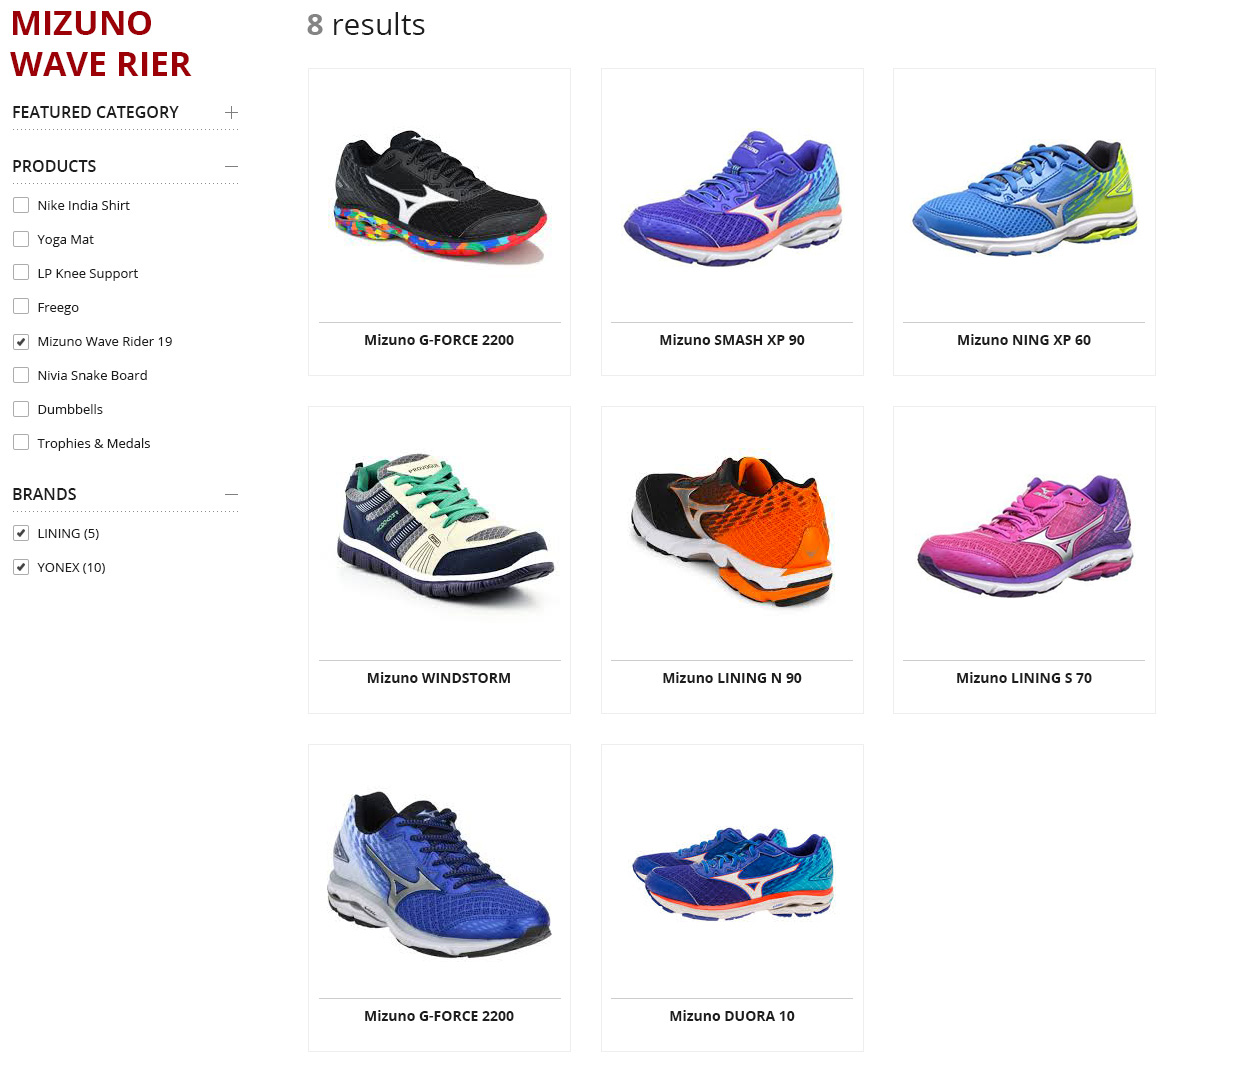 MIZUNO
WAVE RIER
FEATURED CATEGORY
PRODUCTS
Nike India Shirt
Yoga Mat
LP Knee Support
Freego
Mizuno Wave Rider 19
Nivia Snake Board
Dumbbells
Trophies & Medals
BRANDS
LINING (5)
YONEX (10)
8 results
Mizuno G-FORCE 2200
Mizuno SMASH XP 90
Mizuno NING XP 60
PROVOGUE
Mizuno WINDSTORM
Mizuno LINING N 90
Mizuno LINING S 70
Mizuno G-FORCE 2200
Mizuno DUORA 10